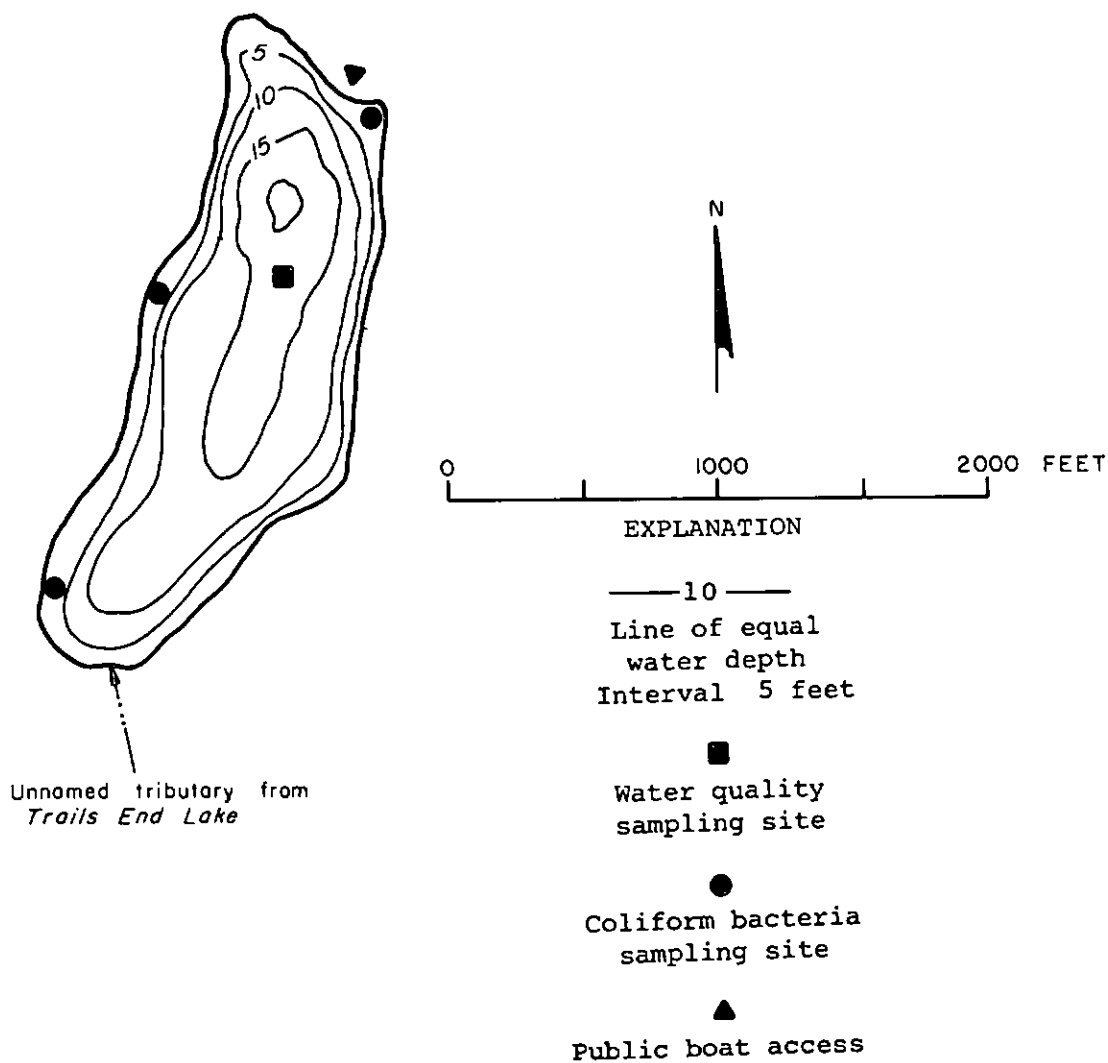 5
10
15
N
0 1000 2000 FEET
EXPLANATION
10
Line of equal
water depth
Interval 5 feet
Water quality
sampling site
Coliform bacteria
sampling site
Public boat access
Unnamed tributary from
Trails End Lake